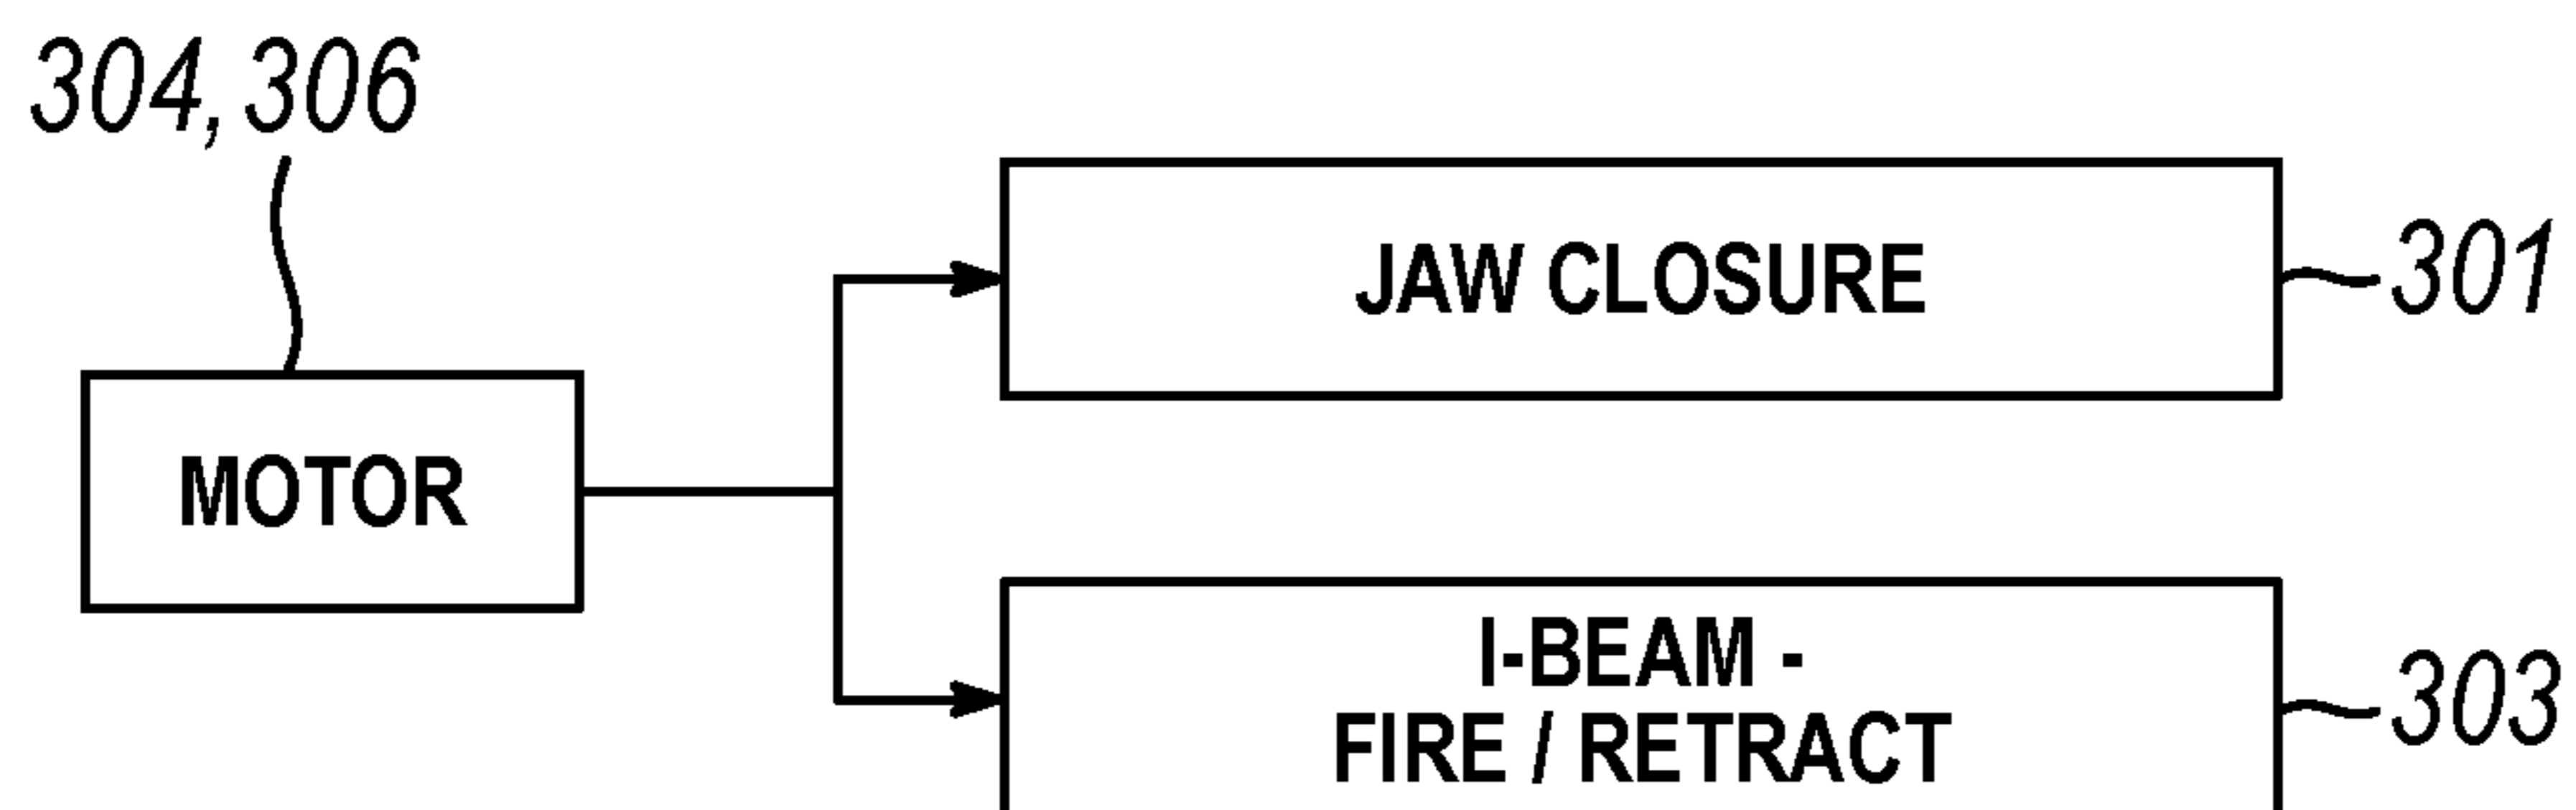 304, 306
JAW CLOSURE
301
MOTOR
I-BEAM -
FIRE / RETRACT
303